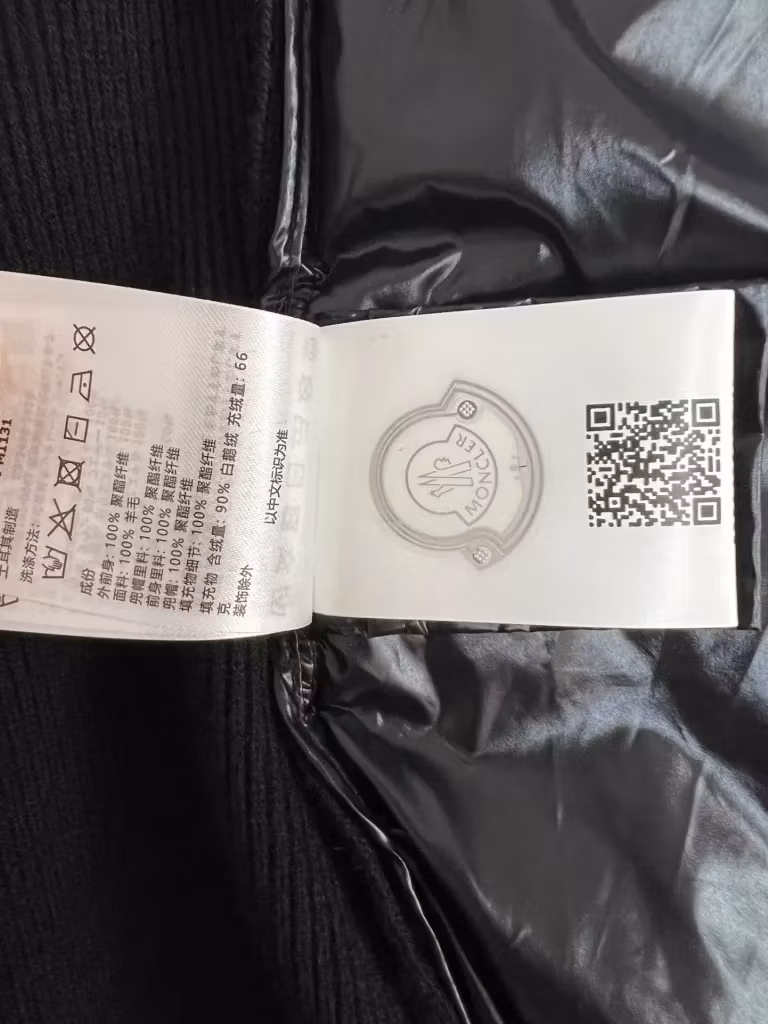 M1131
土耳其制造
洗涤方法:
成份
外前身: 100% 聚酯纤维
面料: 100% 羊毛
兜帽里料: 100% 聚酯纤维
前身里料: 100% 聚酯纤维
兜帽: 100% 聚酯纤维
填充物细节: 100% 聚酯纤维
填充物 含绒量: 90% 白鹅绒 充绒量: 66
克
装饰除外
以中文标识为准
MONCLER